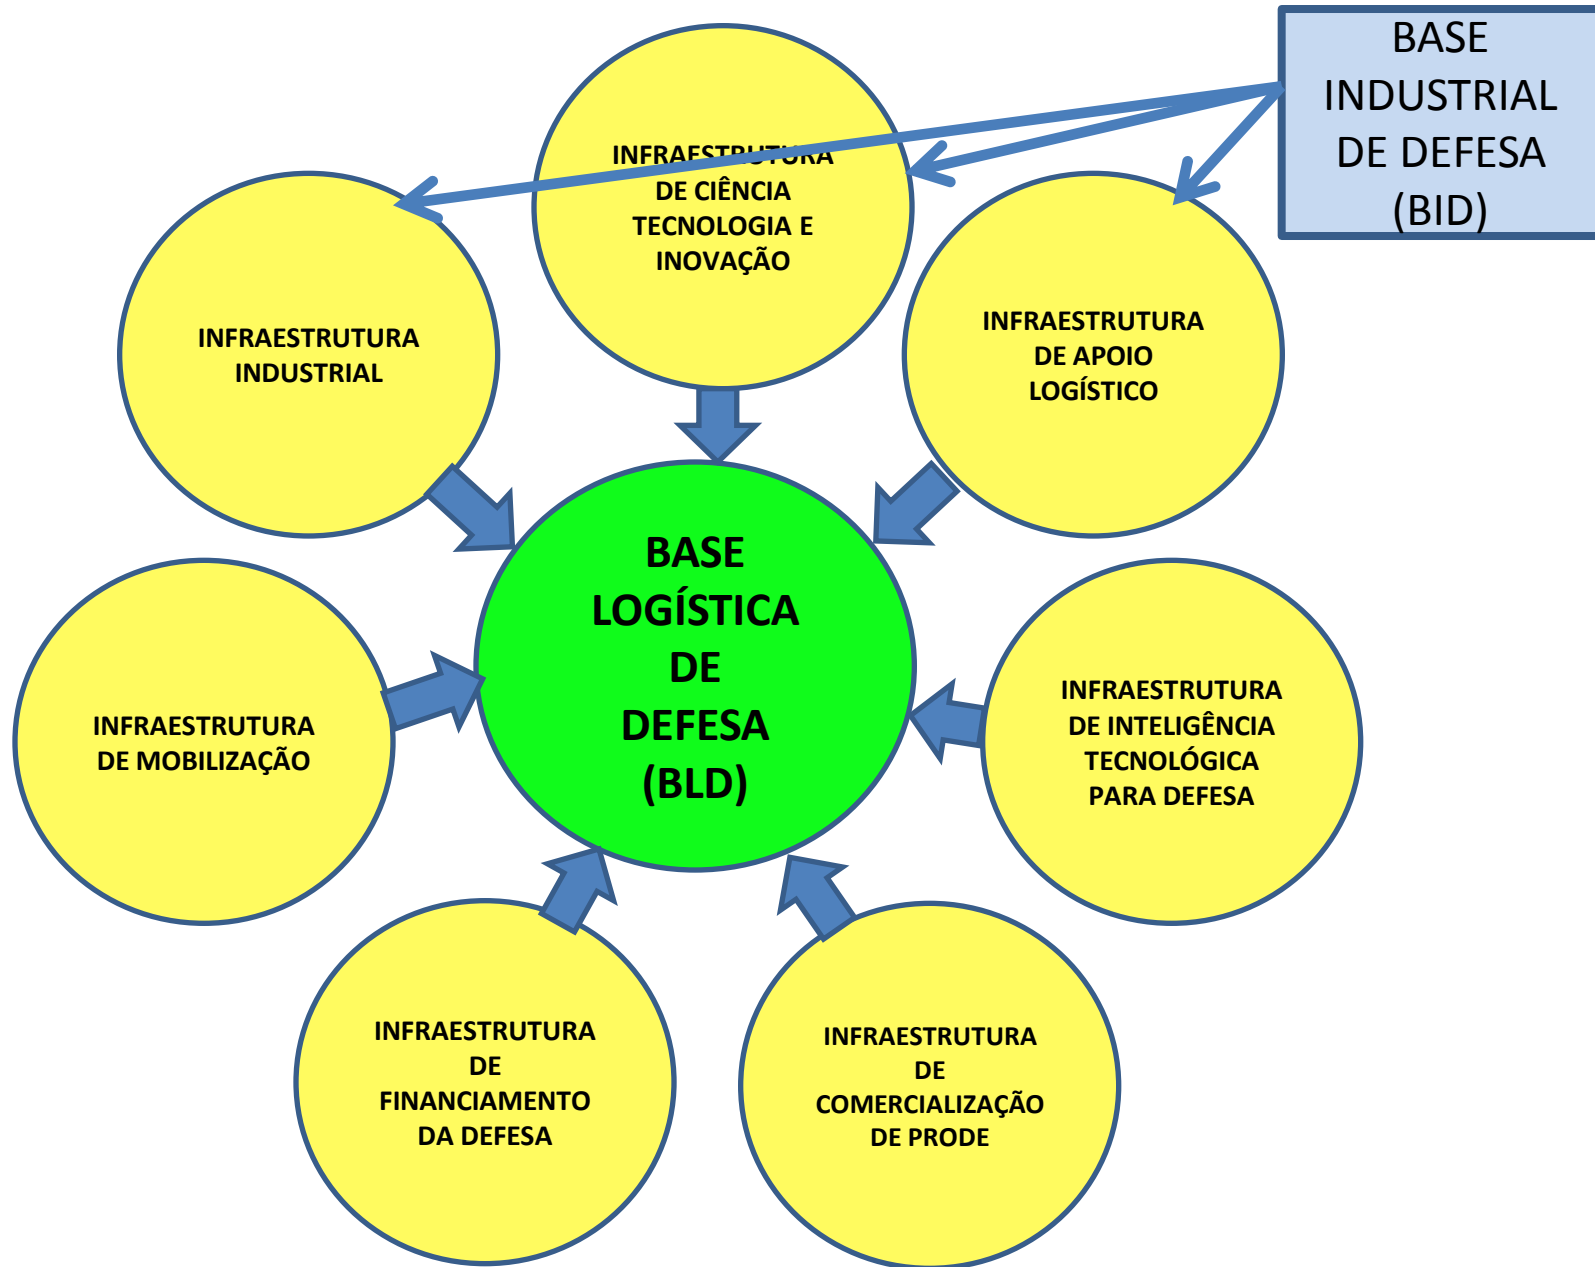 BASE
INDUSTRIAL
DE DEFESA
(BID)
INFRAESTRUTURA
DE CIÊNCIA
TECNOLOGIA E
INOVAÇÃO
INFRAESTRUTURA
INDUSTRIAL
INFRAESTRUTURA
DE APOIO
LOGÍSTICO
BASE
LOGÍSTICA
DE
DEFESA
(BLD)
INFRAESTRUTURA
DE MOBILIZAÇÃO
INFRAESTRUTURA
DE INTELIGÊNCIA
TECNOLÓGICA
PARA DEFESA
INFRAESTRUTURA
DE
FINANCIAMENTO
DA DEFESA
INFRAESTRUTURA
DE
COMERCIALIZAÇÃO
DE PRODE